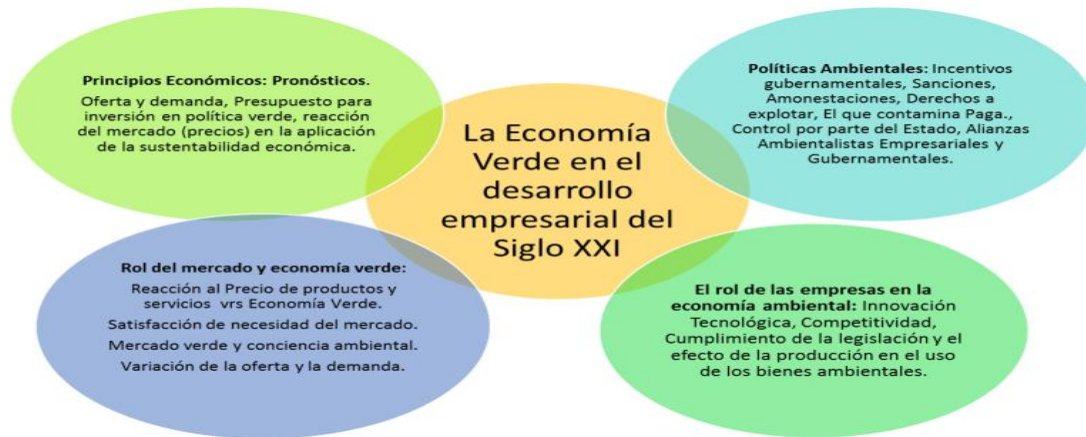 Principios Económicos: Pronósticos.
Oferta y demanda, Presupuesto para
inversión en política verde, reacción
del mercado (precios) en la aplicación
de la sustentabilidad económica.
Políticas Ambientales: Incentivos
gubernamentales, Sanciones,
Amonestaciones, Derechos a
explotar, El que contamina Paga.,
Control por parte del Estado, Alianzas
Ambientalistas Empresariales y
Gubernamentales.
La Economía
Verde en el
desarrollo
empresarial del
Siglo XXI
Rol del mercado y economía verde:
Reacción al Precio de productos y
servicios vrs Economía Verde.
Satisfacción de necesidad del mercado.
Mercado verde y conciencia ambiental.
Variación de la oferta y la demanda.
El rol de las empresas en la
economía ambiental: Innovación
Tecnológica, Competitividad,
Cumplimiento de la legislación y el
efecto de la producción en el uso
de los bienes ambientales.